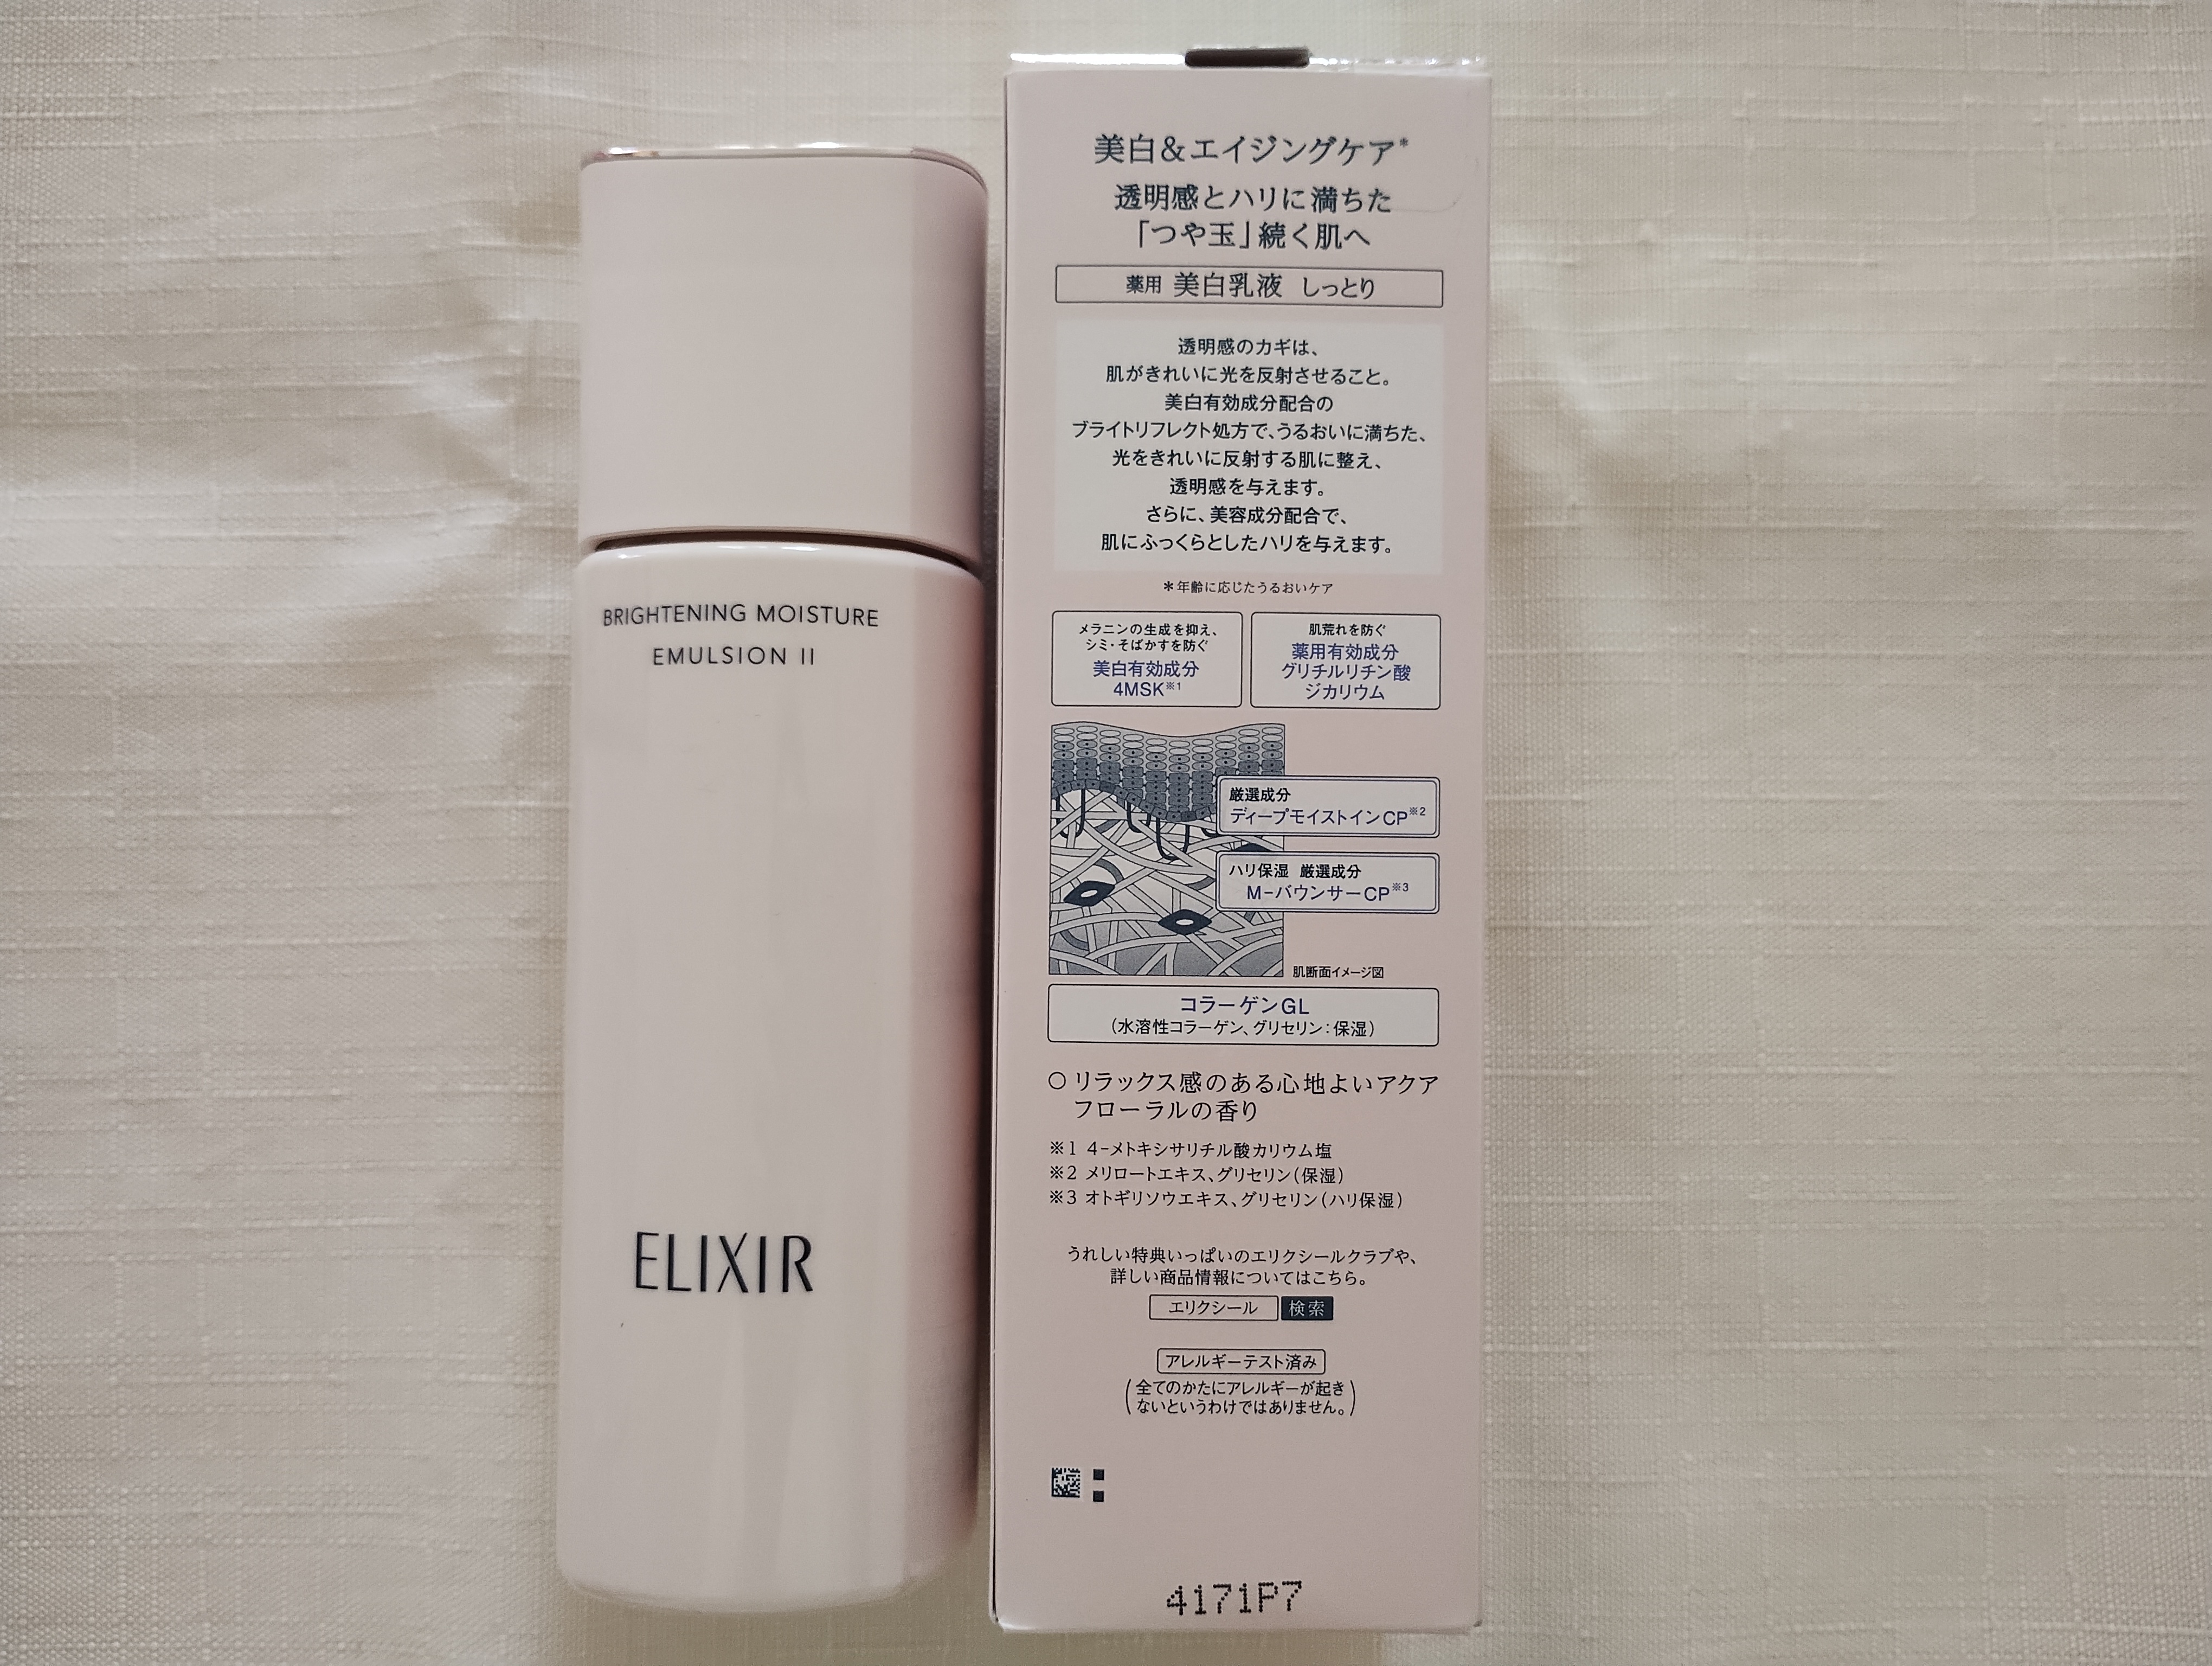 BRIGHTENING MOISTURE
EMULSION II
ELIXIR
美白&エイジングケア*
透明感とハリに満ちた
「つや玉」続く肌へ
薬用 美白乳液 しっとり
透明感のカギは、
肌がきれいに光を反射させること。
美白有効成分配合の
ブライトリフレクト処方で、うるおいに満ちた、
光をきれいに反射する肌に整え、
透明感を与えます。
さらに、美容成分配合で、
肌にふっくらとしたハリを与えます。
*年齢に応じたうるおいケア
メラニンの生成を抑え、
シミ・そばかすを防ぐ
美白有効成分
4MSK※1
肌荒れを防ぐ
薬用有効成分
グリチルリチン酸
ジカリウム
厳選成分
ディープモイストインCP※2
ハリ保湿 厳選成分
M-バウンサーCP※3
肌断面イメージ図
コラーゲンGL
(水溶性コラーゲン、グリセリン:保湿)
○リラックス感のある心地よいアクア
フローラルの香り
※1 4-メトキシサリチル酸カリウム塩
※2 メリロートエキス、グリセリン(保湿)
※3 オトギリソウエキス、グリセリン(ハリ保湿)
うれしい特典いっぱいのエリクシールクラブや、
詳しい商品情報についてはこちら。
エリクシール 検索
アレルギーテスト済み
(全てのかたにアレルギーが起き
ないというわけではありません。)
4171P7